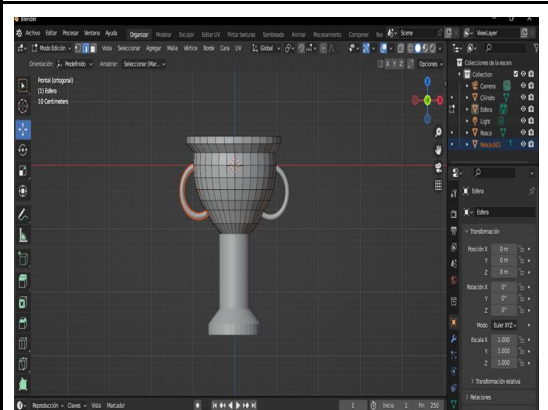 Blender
Archivo Editar Procesar Ventana Ayuda Organizar Modelar Esculpir Editar UV Pintar texturas Sombreado Animar Procesamiento Componer Scene ViewLayer
Modo Edición Vista Seleccionar Agregar Malla Vértice Borde Cara UV Global
Orientación: Predefinido Arrastrar: Seleccionar (Mar... X Y Z Opciones
Frontal (ortogonal)
(1) Esfera
10 Centimeters
Colecciones de la escena
Collection
Camera
Cilindro
Esfera
Light
Rosca
Rosca.001
Esfera
Esfera
Transformación
Posición X 0 m
Y 0 m
Z 0 m
Rotación X 0°
Y 0°
Z 0°
Modo Euler XYZ
Escala X 1.000
Y 1.000
Z 1.000
Transformación relativa
Relaciones
Reproducción Claves Vista Marcador 1 Inicio 1 Fin 250